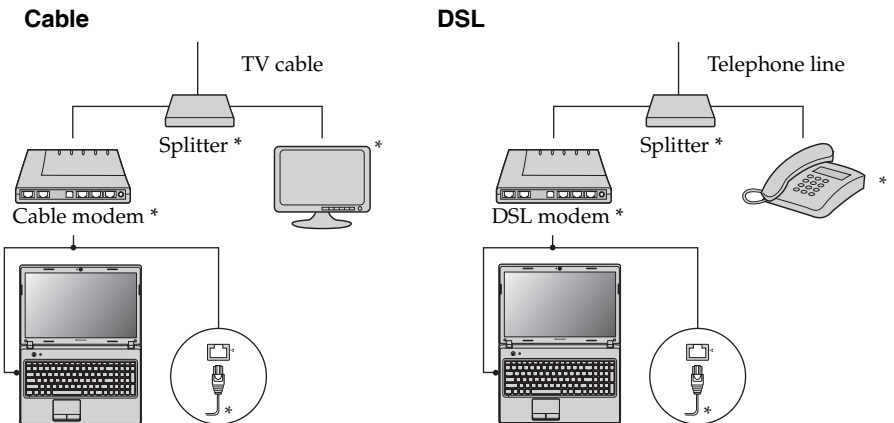 Cable
TV cable
Splitter *
*
Cable modem *
*
DSL
Telephone line
Splitter *
*
DSL modem *
*